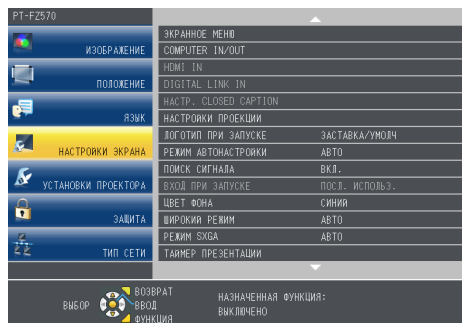 PT-FZ570
ИЗОБРАЖЕНИЕ
ПОЛОЖЕНИЕ
ЯЗЫК
НАСТРОЙКИ ЭКРАНА
УСТАНОВКИ ПРОЕКТОРА
ЗАЩИТА
ТИП СЕТИ
ЭКРАННОЕ МЕНЮ
COMPUTER IN/OUT
HDMI IN
DIGITAL LINK IN
НАСТР. CLOSED CAPTION
НАСТРОЙКИ ПРОЕКЦИИ
ЛОГОТИП ПРИ ЗАПУСКЕ ЗАСТАВКА/УМОЛЧ
РЕЖИМ АВТОНАСТРОЙКИ АВТО
ПОИСК СИГНАЛА ВКЛ.
ВХОД ПРИ ЗАПУСКЕ ПОСЛ. ИСПОЛЬЗ.
ЦВЕТ ФОНА СИНИЙ
ШИРОКИЙ РЕЖИМ АВТО
РЕЖИМ SXGA АВТО
ТАЙМЕР ПРЕЗЕНТАЦИИ
ВЫБОР
ВОЗВРАТ
ВВОД
ФУНКЦИЯ
НАЗНАЧЕННАЯ ФУНКЦИЯ:
ВЫКЛЮЧЕНО